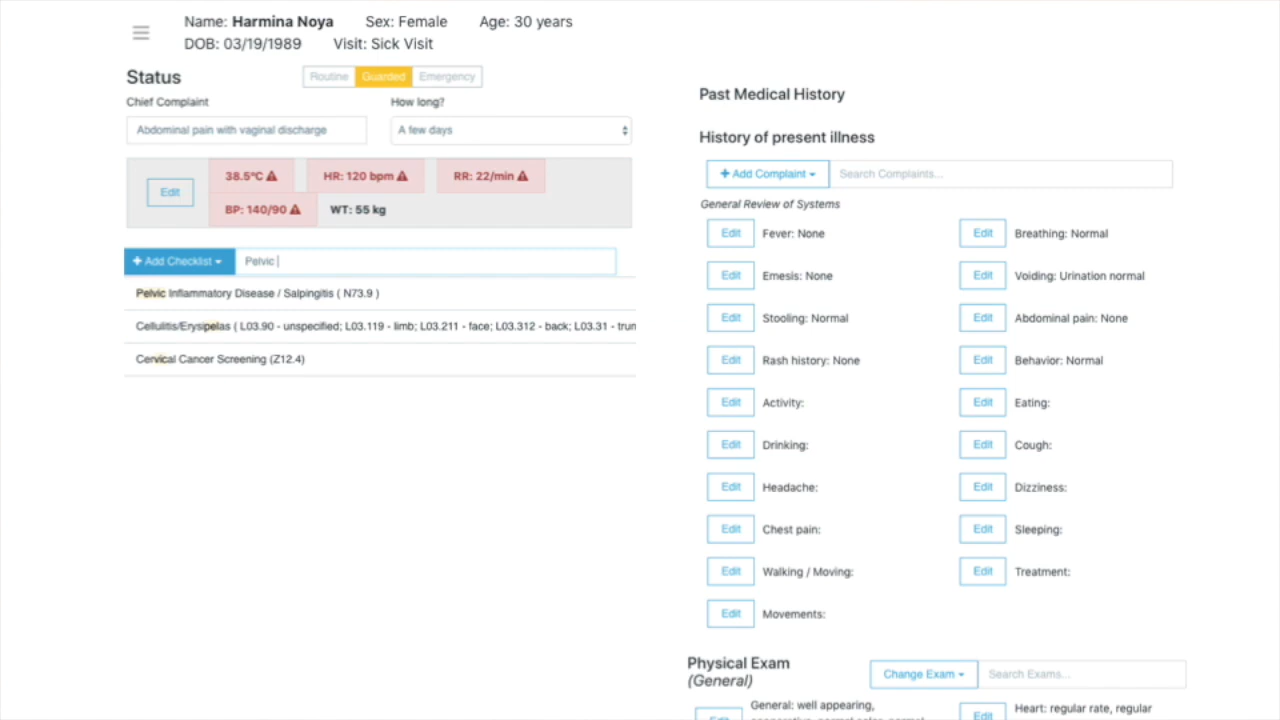 Name: Harmina Noya Sex: Female Age: 30 years
DOB: 03/19/1989 Visit: Sick Visit
Status Routine Guarded Emergency
Chief Complaint How long?
Abdominal pain with vaginal discharge A few days
Edit 38.5°C HR: 120 bpm RR: 22/min
BP: 140/90 WT: 55 kg
+ Add Checklist Pelvic
Pelvic Inflammatory Disease / Salpingitis ( N73.9 )
Cellulitis/Erysipelas ( L03.90 - unspecified; L03.119 - limb; L03.211 - face; L03.312 - back; L03.31 - trun
Cervical Cancer Screening (Z12.4)
Past Medical History
History of present illness
+ Add Complaint Search Complaints...
General Review of Systems
Edit Fever: None Edit Breathing: Normal
Edit Emesis: None Edit Voiding: Urination normal
Edit Stooling: Normal Edit Abdominal pain: None
Edit Rash history: None Edit Behavior: Normal
Edit Activity: Edit Eating:
Edit Drinking: Edit Cough:
Edit Headache: Edit Dizziness:
Edit Chest pain: Edit Sleeping:
Edit Walking / Moving: Edit Treatment:
Edit Movements:
Physical Exam Change Exam Search Exams...
(General)
Edit General: well appearing, Edit Heart: regular rate, regular